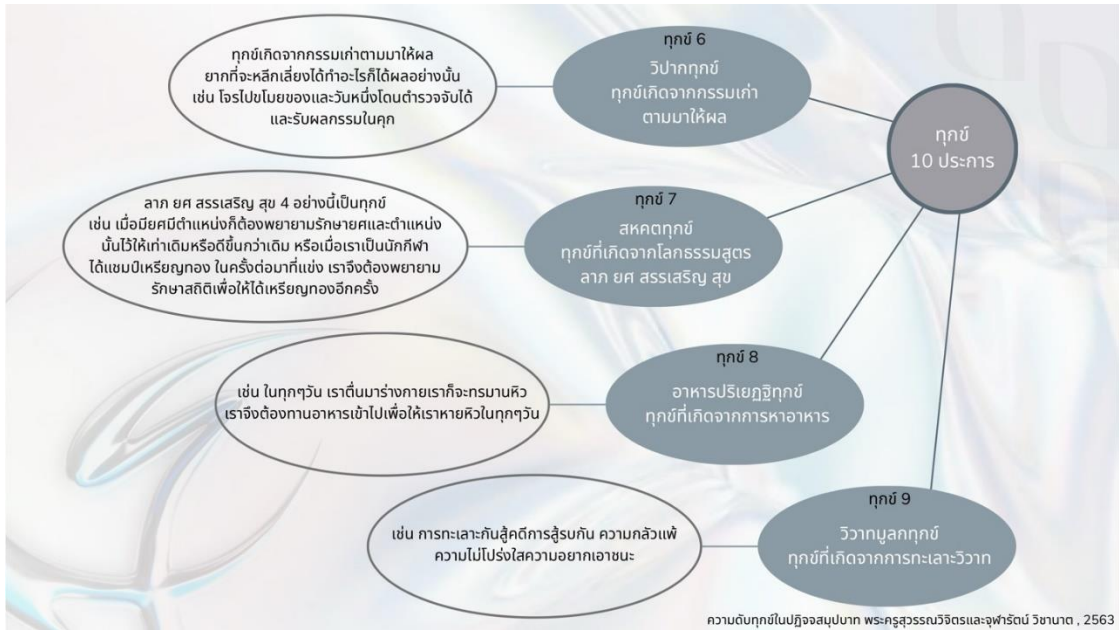 ทุกข์เกิดจากกรรมเก่าตามมาให้ผล
ยากที่จะหลีกเลี่ยงได้ทำอะไรก็ได้ผลอย่างนั้น
เช่น โจรไปขโมยของและวันหนึ่งโดนตำรวจจับได้
และรับผลกรรมในคุก
ทุกข์ 6
วิปากทุกข์
ทุกข์เกิดจากกรรมเก่า
ตามมาให้ผล
ทุกข์
10 ประการ
ลาภ ยศ สรรเสริญ สุข 4 อย่างนี้เป็นทุกข์
เช่น เมื่อมียศมีตำแหน่งก็ต้องพยายามรักษายศและตำแหน่ง
นั้นไว้ให้เท่าเดิมหรือดีขึ้นกว่าเดิม หรือเมื่อเราเป็นนักกีฬา
ได้แชมป์เหรียญทอง ในครั้งต่อมาที่แข่ง เราจึงต้องพยายาม
รักษาสถิติเพื่อให้ได้เหรียญทองอีกครั้ง
ทุกข์ 7
สหคตทุกข์
ทุกข์ที่เกิดจากโลกธรรมสูตร
ลาภ ยศ สรรเสริญ สุข
เช่น ในทุกๆวัน เราตื่นมาร่างกายเราก็จะทรมานหิว
เราจึงต้องทานอาหารเข้าไปเพื่อให้เราหายหิวในทุกๆวัน
ทุกข์ 8
อาหารปริเยฏฐิทุกข์
ทุกข์ที่เกิดจากการหาอาหาร
เช่น การทะเลาะกันสู้คดีการสู้รบกัน ความกลัวแพ้
ความไม่โปร่งใสความอยากเอาชนะ
ทุกข์ 9
วิวาทมูลกทุกข์
ทุกข์ที่เกิดจากการทะเลาะวิวาท
ความดับทุกข์ในปฏิจจสมุปบาท พระครูสุวรรณวิจิตรและจุฬารัตน์ วิชานาต , 2563